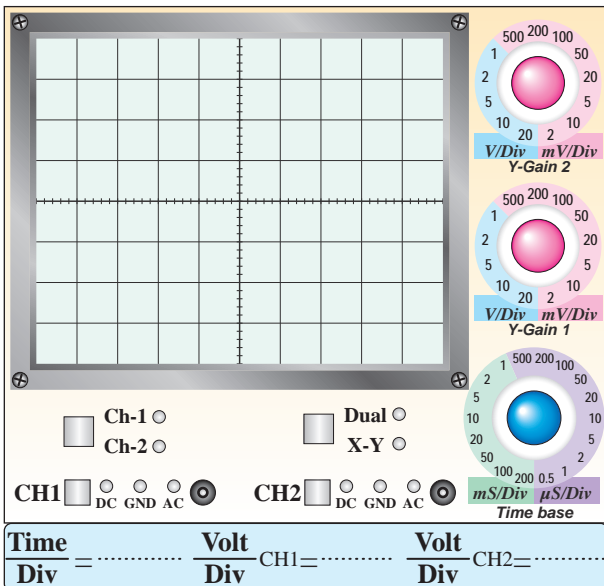 500 200 100
1 50
2 20
5 10
10 5
20 2
V/Div mV/Div
Y-Gain 2
500 200 100
1 50
2 20
5 10
10 5
20 2
V/Div mV/Div
Y-Gain 1
500 200 100
1 50
2 20
5 10
10 5
20 2
50 1
100 200 0.5
mS/Div µS/Div
Time base
Ch-1
Ch-2
Dual
X-Y
CH1 DC GND AC
CH2 DC GND AC
Time
Div = ............
Volt
Div CH1= ............
Volt
Div CH2= ............